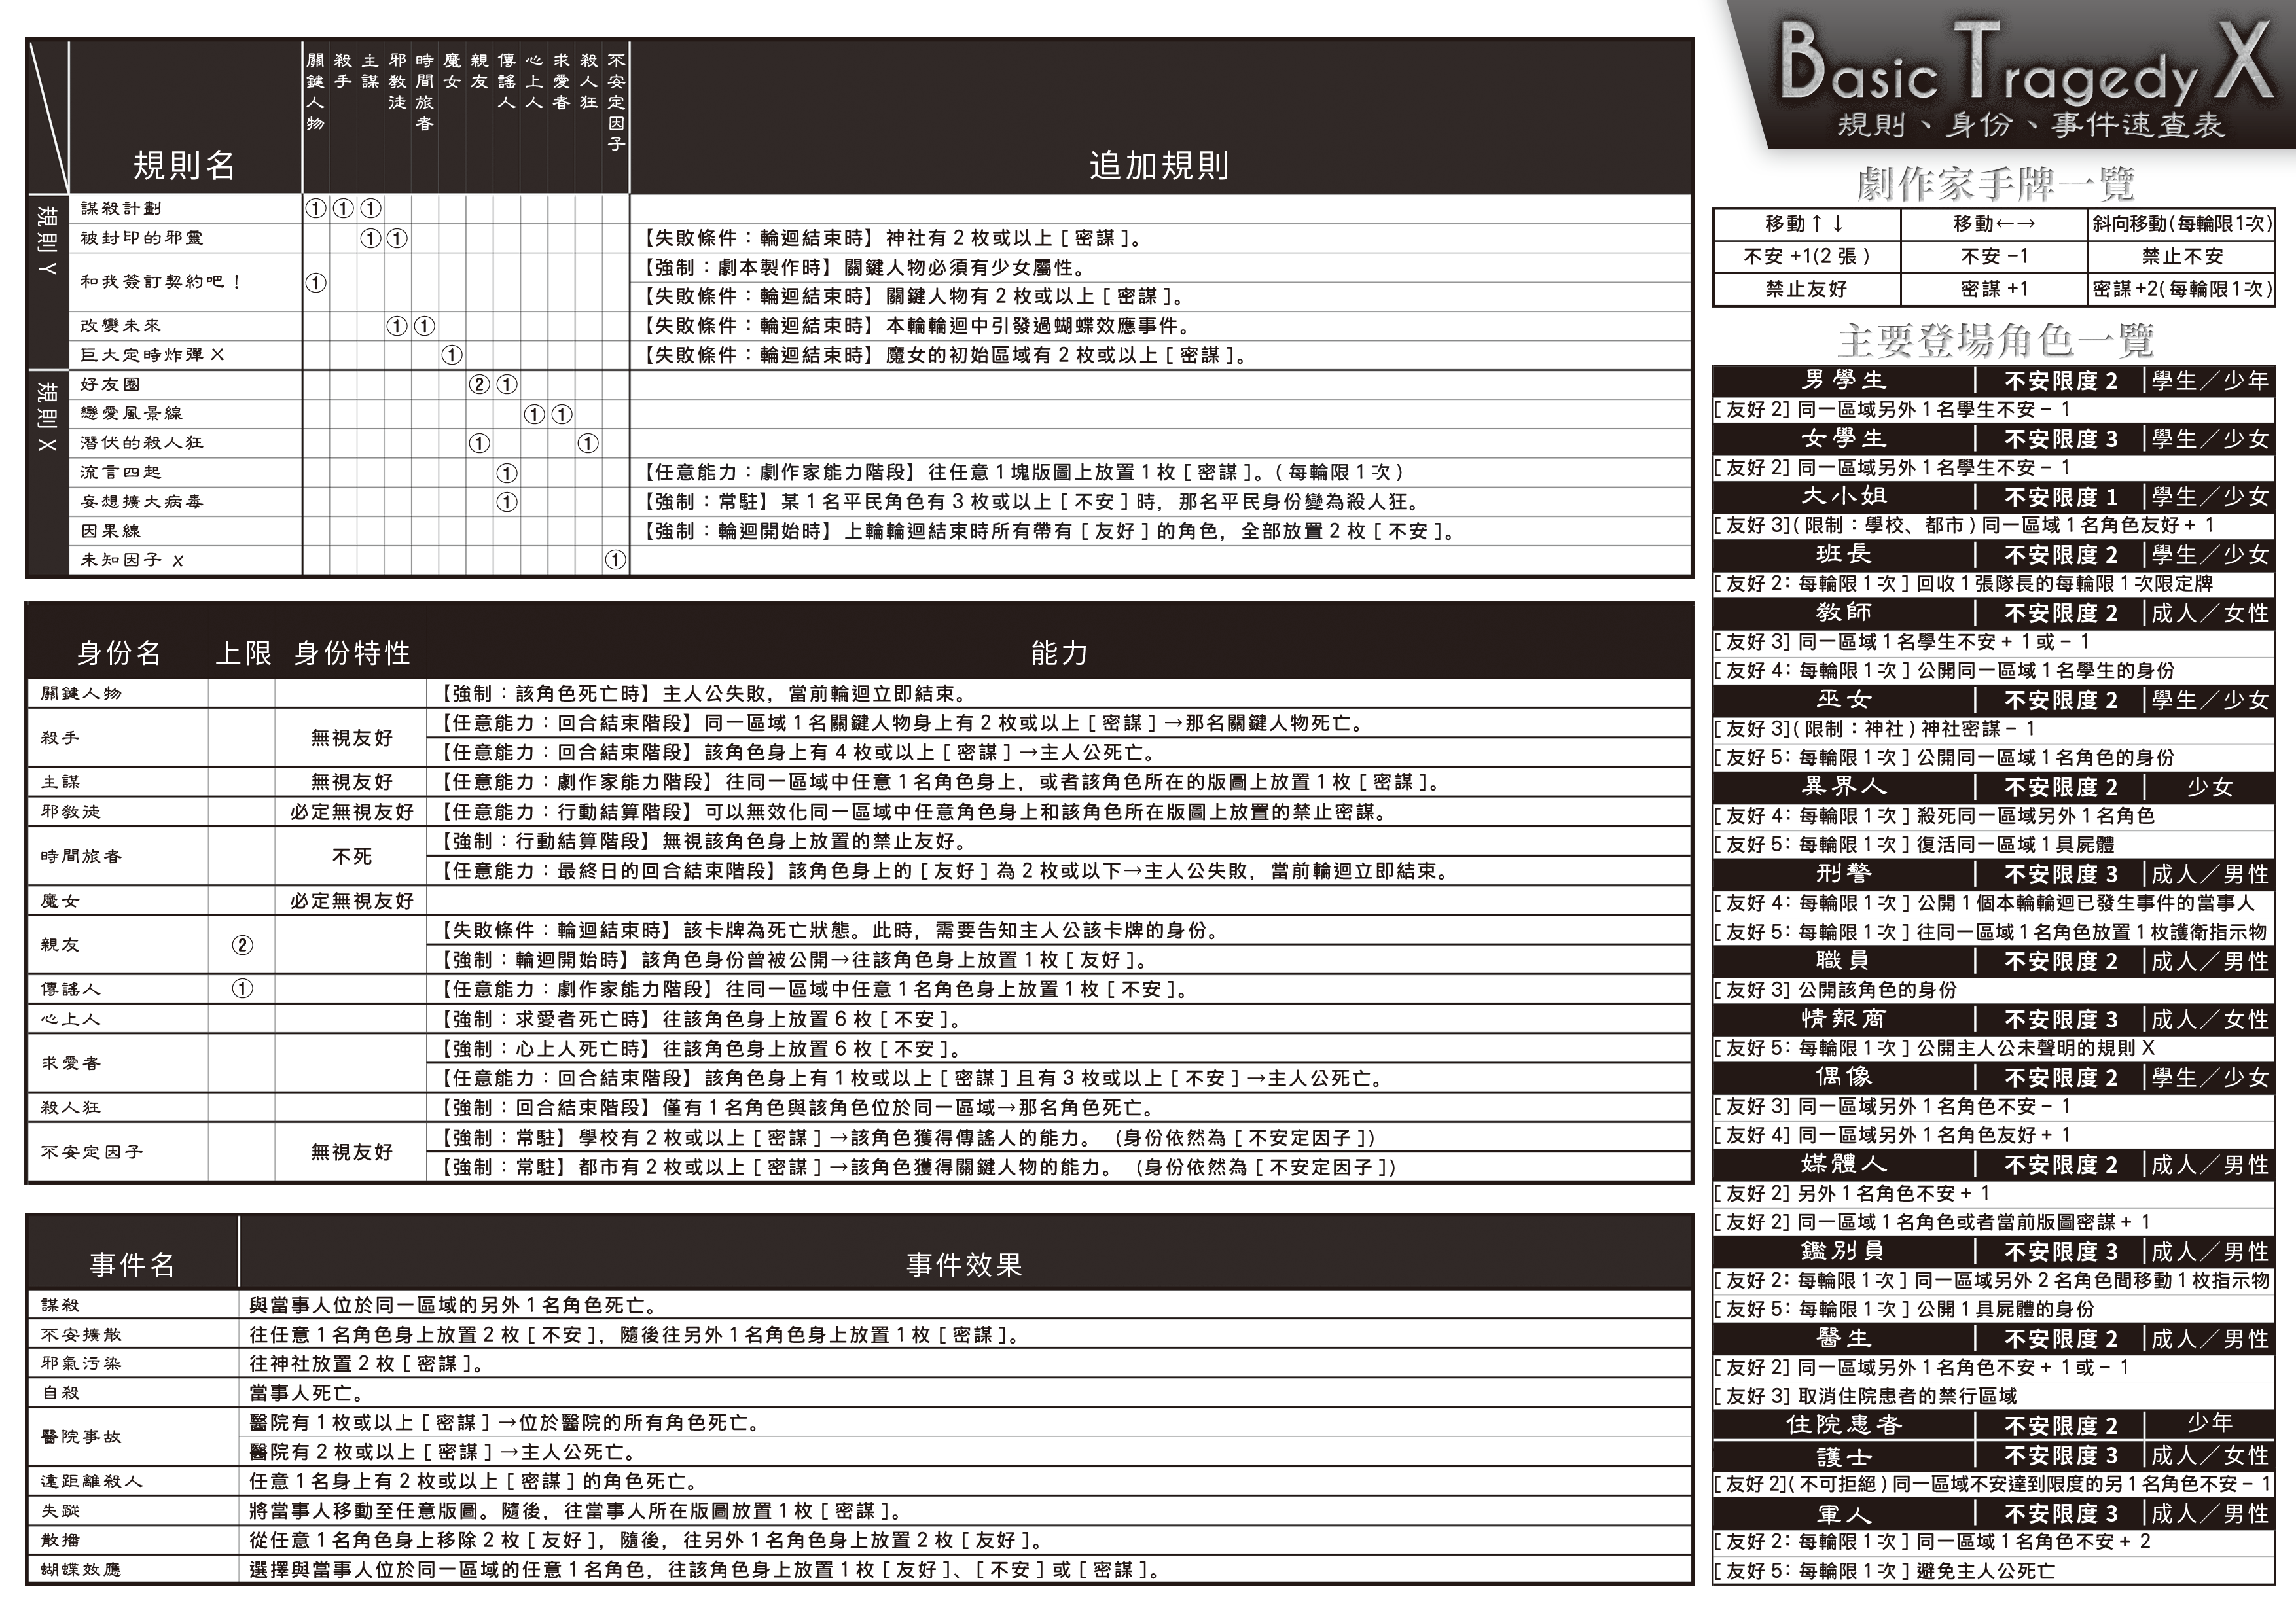 Basic Tragedy X
規則、身份、事件速查表
規則名
關鍵人物
殺手
主謀
邪教徒
時間旅者
魔女
親友
傳謠人
心上人
求愛者
殺人狂
不安定因子
追加規則
規則 Y
謀殺計劃 ① ① ①
被封印的邪靈 ① ① 【失敗條件：輪迴結束時】神社有 2 枚或以上 [ 密謀 ]。
和我簽訂契約吧！ ① 【強制：劇本製作時】關鍵人物必須有少女屬性。
【失敗條件：輪迴結束時】關鍵人物有 2 枚或以上 [ 密謀 ]。
改變未來 ① ① 【失敗條件：輪迴結束時】本輪輪迴中引發過蝴蝶效應事件。
巨大定時炸彈 X ① 【失敗條件：輪迴結束時】魔女的初始區域有 2 枚或以上 [ 密謀 ]。
規則 X
好友圈 ② ①
戀愛風景線 ① ①
潛伏的殺人狂 ① ①
流言四起 ① 【任意能力：劇作家能力階段】往任意 1 塊版圖上放置 1 枚 [ 密謀 ]。( 每輪限 1 次 )
妄想擴大病毒 ① 【強制：常駐】某 1 名平民角色有 3 枚或以上 [ 不安 ] 時，那名平民身份變為殺人狂。
因果線 【強制：輪迴開始時】上輪輪迴結束時所有帶有 [ 友好 ] 的角色，全部放置 2 枚 [ 不安 ]。
未知因子 X ①
身份名 上限 身份特性 能力
關鍵人物 【強制：該角色死亡時】主人公失敗，當前輪迴立即結束。
殺手 無視友好 【任意能力：回合結束階段】同一區域 1 名關鍵人物身上有 2 枚或以上 [ 密謀 ] →那名關鍵人物死亡。
【任意能力：回合結束階段】該角色身上有 4 枚或以上 [ 密謀 ] →主人公死亡。
主謀 無視友好 【任意能力：劇作家能力階段】往同一區域中任意 1 名角色身上，或者該角色所在的版圖上放置 1 枚 [ 密謀 ]。
邪教徒 必定無視友好 【任意能力：行動結算階段】可以無效化同一區域中任意角色身上和該角色所在版圖上放置的禁止密謀。
時間旅者 不死 【強制：行動結算階段】無視該角色身上放置的禁止友好。
【任意能力：最終日的回合結束階段】該角色身上的 [ 友好 ] 為 2 枚或以下→主人公失敗，當前輪迴立即結束。
魔女 必定無視友好
親友 ② 【失敗條件：輪迴結束時】該卡牌為死亡狀態。此時，需要告知主人公該卡牌的身份。
【強制：輪迴開始時】該角色身份曾被公開→往該角色身上放置 1 枚 [ 友好 ]。
傳謠人 ① 【任意能力：劇作家能力階段】往同一區域中任意 1 名角色身上放置 1 枚 [ 不安 ]。
心上人 【強制：求愛者死亡時】往該角色身上放置 6 枚 [ 不安 ]。
求愛者 【強制：心上人死亡時】往該角色身上放置 6 枚 [ 不安 ]。
【任意能力：回合結束階段】該角色身上有 1 枚或以上 [ 密謀 ] 且有 3 枚或以上 [ 不安 ] →主人公死亡。
殺人狂 【強制：回合結束階段】僅有 1 名角色與該角色位於同一區域→那名角色死亡。
不安定因子 無視友好 【強制：常駐】學校有 2 枚或以上 [ 密謀 ] →該角色獲得傳謠人的能力。 (身份依然為 [ 不安定因子 ])
【強制：常駐】都市有 2 枚或以上 [ 密謀 ] →該角色獲得關鍵人物的能力。 (身份依然為 [ 不安定因子 ])
事件名 事件效果
謀殺 與當事人位於同一區域的另外 1 名角色死亡。
不安擴散 往任意 1 名角色身上放置 2 枚 [ 不安 ]，隨後往另外 1 名角色身上放置 1 枚 [ 密謀 ]。
邪氣污染 往神社放置 2 枚 [ 密謀 ]。
自殺 當事人死亡。
醫院事故 醫院有 1 枚或以上 [ 密謀 ] →位於醫院的所有角色死亡。
醫院有 2 枚或以上 [ 密謀 ] →主人公死亡。
遠距離殺人 任意 1 名身上有 2 枚或以上 [ 密謀 ] 的角色死亡。
失蹤 將當事人移動至任意版圖。隨後，往當事人所在版圖放置 1 枚 [ 密謀 ]。
散播 從任意 1 名角色身上移除 2 枚 [ 友好 ]，隨後，往另外 1 名角色身上放置 2 枚 [ 友好 ]。
蝴蝶效應 選擇與當事人位於同一區域的任意 1 名角色，往該角色身上放置 1 枚 [ 友好 ]、[ 不安 ] 或 [ 密謀 ]。
劇作家手牌一覽
移動↑↓ 移動←→ 斜向移動(每輪限1次)
不安 +1(2 張 ) 不安 −1 禁止不安
禁止友好 密謀 +1 密謀 +2( 每輪限 1次)
主要登場角色一覽
男學生 不安限度 2 學生／少年
[ 友好 2] 同一區域另外 1 名學生不安 − 1
女學生 不安限度 3 學生／少女
[ 友好 2] 同一區域另外 1 名學生不安 − 1
大小姐 不安限度 1 學生／少女
[ 友好 3]( 限制：學校、都市 ) 同一區域 1 名角色友好 + 1
班長 不安限度 2 學生／少女
[ 友好 2: 每輪限 1 次 ] 回收 1 張隊長的每輪限 1 次限定牌
教師 不安限度 2 成人／女性
[ 友好 3] 同一區域 1 名學生不安 + 1 或 − 1
[ 友好 4: 每輪限 1 次 ] 公開同一區域 1 名學生的身份
巫女 不安限度 2 學生／少女
[ 友好 3]( 限制：神社 ) 神社密謀 − 1
[ 友好 5: 每輪限 1 次 ] 公開同一區域 1 名角色的身份
異界人 不安限度 2 少女
[ 友好 4: 每輪限 1 次 ] 殺死同一區域另外 1 名角色
[ 友好 5: 每輪限 1 次 ] 復活同一區域 1 具屍體
刑警 不安限度 3 成人／男性
[ 友好 4: 每輪限 1 次 ] 公開 1 個本輪輪迴已發生事件的當事人
[ 友好 5: 每輪限 1 次 ] 往同一區域 1 名角色放置 1 枚護衛指示物
職員 不安限度 2 成人／男性
[ 友好 3] 公開該角色的身份
情報商 不安限度 3 成人／女性
[ 友好 5: 每輪限 1 次 ] 公開主人公未聲明的規則 X
偶像 不安限度 2 學生／少女
[ 友好 3] 同一區域另外 1 名角色不安 − 1
[ 友好 4] 同一區域另外 1 名角色友好 + 1
媒體人 不安限度 2 成人／男性
[ 友好 2] 另外 1 名角色不安 + 1
[ 友好 2] 同一區域 1 名角色或者當前版圖密謀 + 1
鑑別員 不安限度 3 成人／男性
[ 友好 2: 每輪限 1 次 ] 同一區域另外 2 名角色間移動 1 枚指示物
[ 友好 5: 每輪限 1 次 ] 公開 1 具屍體的身份
醫生 不安限度 2 成人／男性
[ 友好 2] 同一區域另外 1 名角色不安 + 1 或 − 1
[ 友好 3] 取消住院患者的禁行區域
住院患者 不安限度 2 少年
護士 不安限度 3 成人／女性
[ 友好 2]( 不可拒絕 ) 同一區域不安達到限度的另 1 名角色不安 − 1
軍人 不安限度 3 成人／男性
[ 友好 2: 每輪限 1 次 ] 同一區域 1 名角色不安 + 2
[ 友好 5: 每輪限 1 次 ] 避免主人公死亡